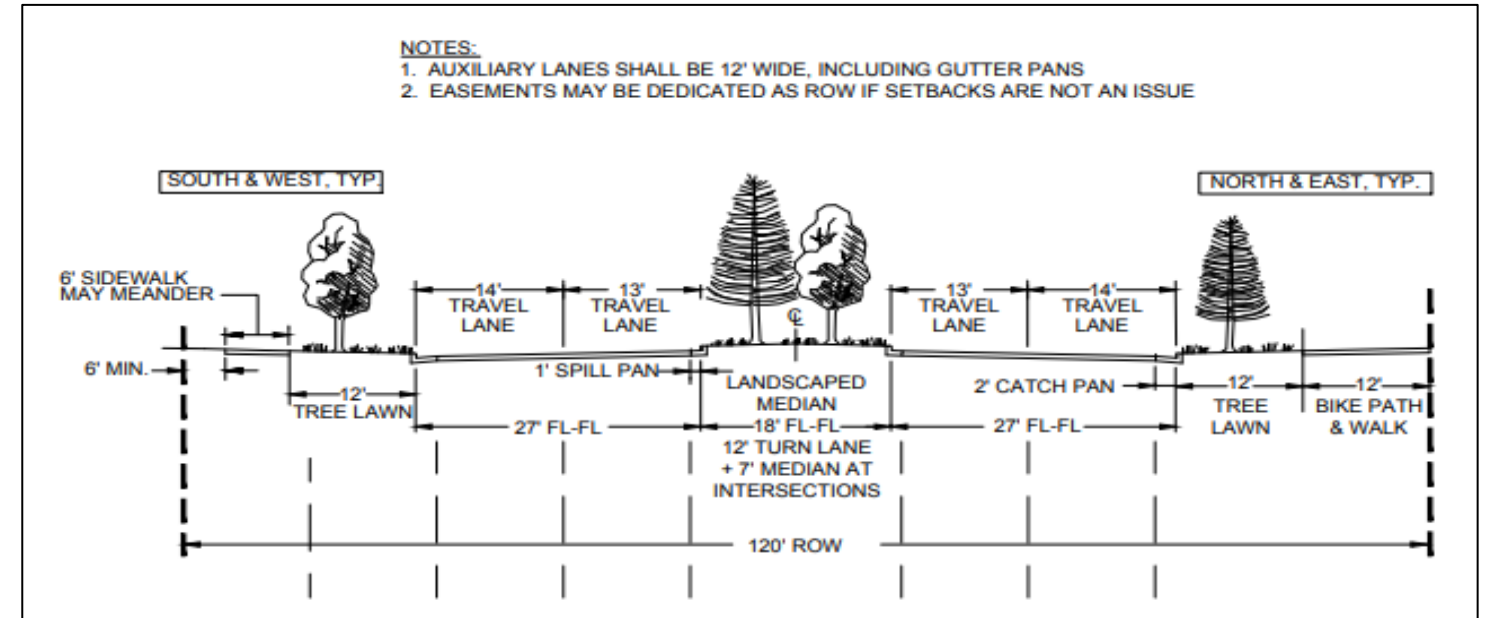 NOTES:
1. AUXILIARY LANES SHALL BE 12' WIDE, INCLUDING GUTTER PANS
2. EASEMENTS MAY BE DEDICATED AS ROW IF SETBACKS ARE NOT AN ISSUE
SOUTH & WEST, TYP.
NORTH & EAST, TYP.
6' SIDEWALK
MAY MEANDER
14'
TRAVEL
LANE
13'
TRAVEL
LANE
℄
13'
TRAVEL
LANE
14'
TRAVEL
LANE
6' MIN.
1' SPILL PAN
LANDSCAPED
MEDIAN
18' FL-FL
12' TURN LANE
+ 7' MEDIAN AT
INTERSECTIONS
2' CATCH PAN
12'
TREE LAWN
27' FL-FL
27' FL-FL
12'
TREE
LAWN
12'
BIKE PATH
& WALK
120' ROW